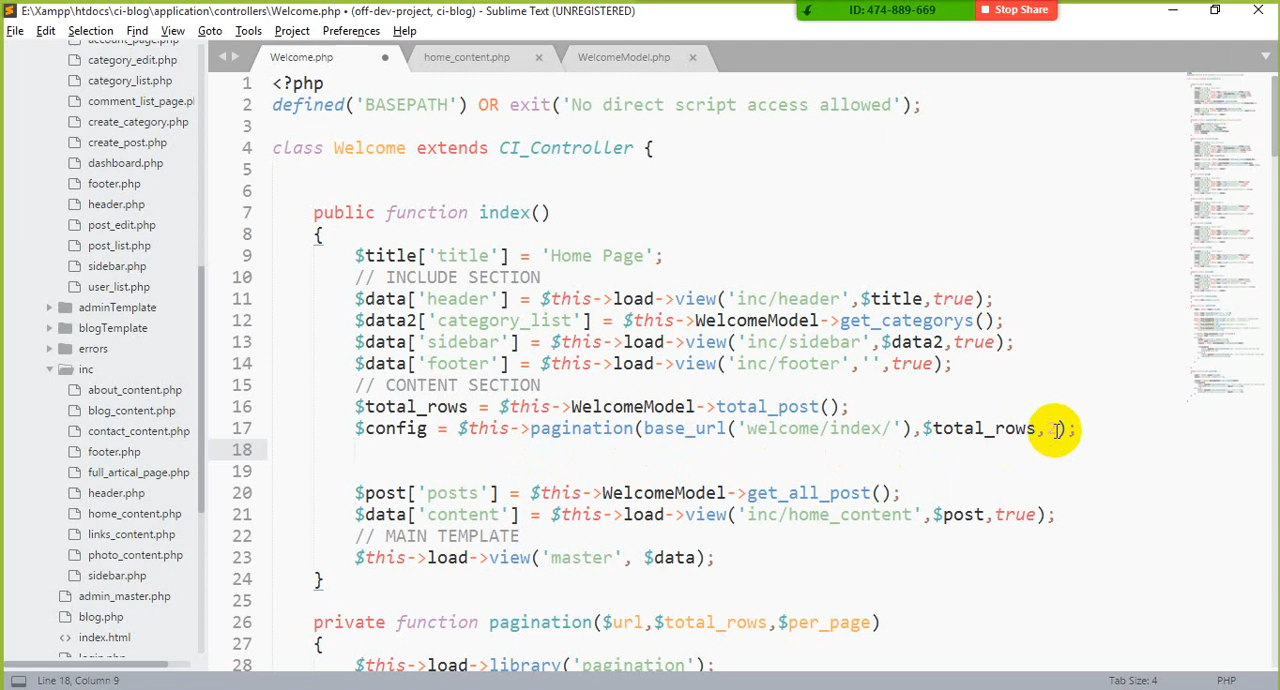 E:\Xampp\htdocs\ci-blog\application\controllers\Welcome.php • (off-dev-project, ci-blog) - Sublime Text (UNREGISTERED)
ID: 474-889-669
Stop Share
File Edit Selection Find View Goto Tools Project Preferences Help
account_page.php
category_edit.php
category_list.php
comment_list_page.pl
create_category.php
create_post.php
dashboard.php
footer.php
header.php
post_edit.php
post_list.php
sidebar.php
user_list.php
adminTemplate
blogTemplate
errors
inc
about_content.php
blog_content.php
contact_content.php
footer.php
full_artical_page.php
header.php
home_content.php
links_content.php
photo_content.php
sidebar.php
admin_master.php
blog.php
index.html
Welcome.php
home_content.php
WelcomeModel.php
1 <?php
2 defined('BASEPATH') OR exit('No direct script access allowed');
3
4 class Welcome extends CI_Controller {
5
6
7 public function index()
8 {
9 $title['title'] = 'Home Page';
10 // INCLUDE SECTION
11 $data['header'] = $this->load->view('inc/header',$title,true);
12 $data2['category_list'] = $this->WelcomeModel->get_categorys();
13 $data['sidebar'] = $this->load->view('inc/sidebar',$data2,true);
14 $data['footer'] = $this->load->view('inc/footer','',true);
15 // CONTENT SECTION
16 $total_rows = $this->WelcomeModel->total_post();
17 $config = $this->pagination(base_url('welcome/index/'),$total_rows, );
18
19
20 $post['posts'] = $this->WelcomeModel->get_all_post();
21 $data['content'] = $this->load->view('inc/home_content',$post,true);
22 // MAIN TEMPLATE
23 $this->load->view('master', $data);
24 }
25
26 private function pagination($url,$total_rows,$per_page)
27 {
28 $this->load->library('pagination');
Line 18, Column 9
Tab Size: 4
PHP